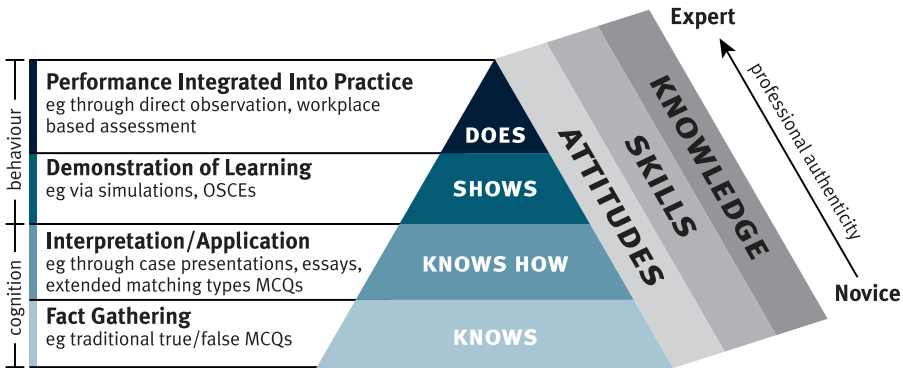 Expert
Performance Integrated Into Practice
eg through direct observation, workplace
based assessment
DOES
Demonstration of Learning
eg via simulations, OSCEs
SHOWS
Interpretation/Application
eg through case presentations, essays,
extended matching types MCQs
KNOWS HOW
Fact Gathering
eg traditional true/false MCQs
KNOWS
behaviour
cognition
ATTITUDES
SKILLS
KNOWLEDGE
professional authenticity
Novice